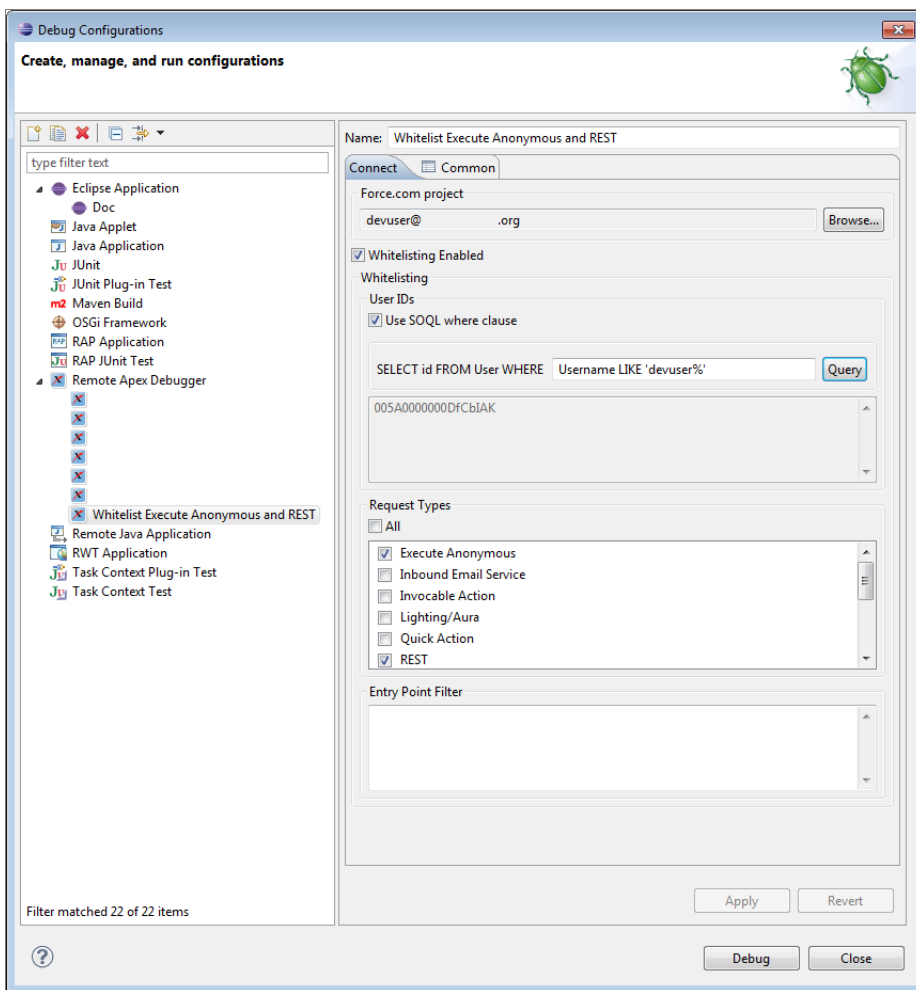 Debug Configurations
Create, manage, and run configurations
type filter text
Eclipse Application
Doc
Java Applet
Java Application
Ju JUnit
JUnit Plug-in Test
m2 Maven Build
OSGi Framework
RAP RAP Application
Ju RAP JUnit Test
Remote Apex Debugger
Whitelist Execute Anonymous and REST
Remote Java Application
RWT Application
Task Context Plug-in Test
Ju Task Context Test
Filter matched 22 of 22 items
Name: Whitelist Execute Anonymous and REST
Connect Common
Force.com project
devuser@ .org Browse...
Whitelisting Enabled
Whitelisting
User IDs
Use SOQL where clause
SELECT id FROM User WHERE Username LIKE 'devuser%' Query
005A0000000DfCbIAK
Request Types
All
Execute Anonymous
Inbound Email Service
Invocable Action
Lighting/Aura
Quick Action
REST
Entry Point Filter
Apply Revert
? Debug Close